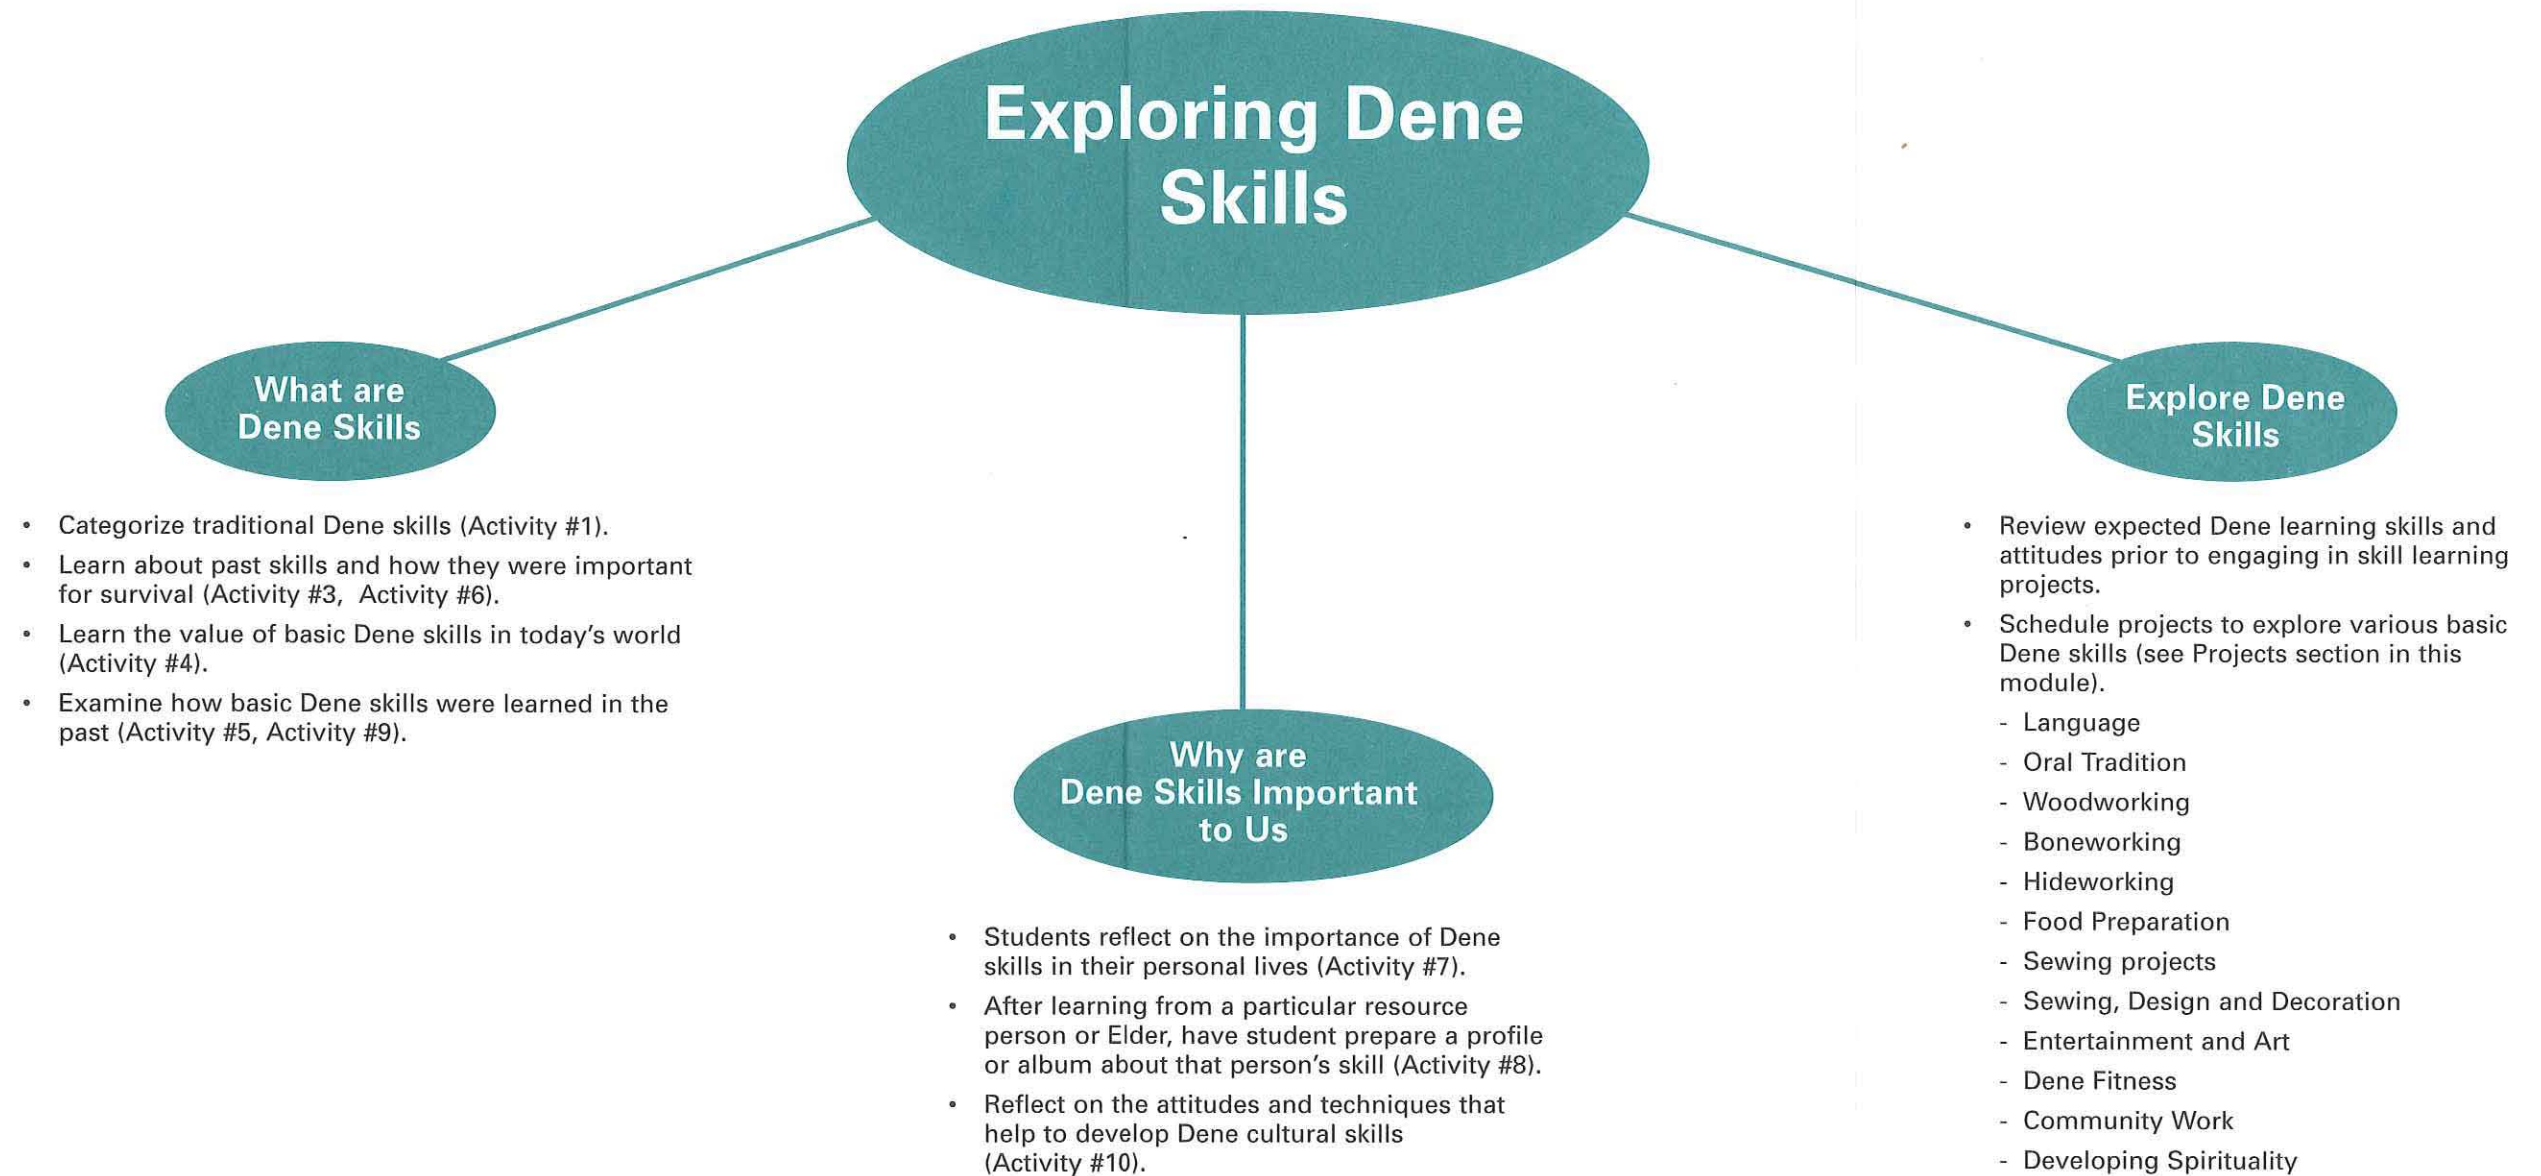 Exploring Dene
Skills
What are
Dene Skills
• Categorize traditional Dene skills (Activity #1).
• Learn about past skills and how they were important
for survival (Activity #3,  Activity #6).
• Learn the value of basic Dene skills in today's world
(Activity #4).
• Examine how basic Dene skills were learned in the
past (Activity #5, Activity #9).
Why are
Dene Skills Important
to Us
• Students reflect on the importance of Dene
skills in their personal lives (Activity #7).
• After learning from a particular resource
person or Elder, have student prepare a profile
or album about that person's skill (Activity #8).
• Reflect on the attitudes and techniques that
help to develop Dene cultural skills
(Activity #10).
Explore Dene
Skills
• Review expected Dene learning skills and
attitudes prior to engaging in skill learning
projects.
• Schedule projects to explore various basic
Dene skills (see Projects section in this
module).
- Language
- Oral Tradition
- Woodworking
- Boneworking
- Hideworking
- Food Preparation
- Sewing projects
- Sewing, Design and Decoration
- Entertainment and Art
- Dene Fitness
- Community Work
- Developing Spirituality